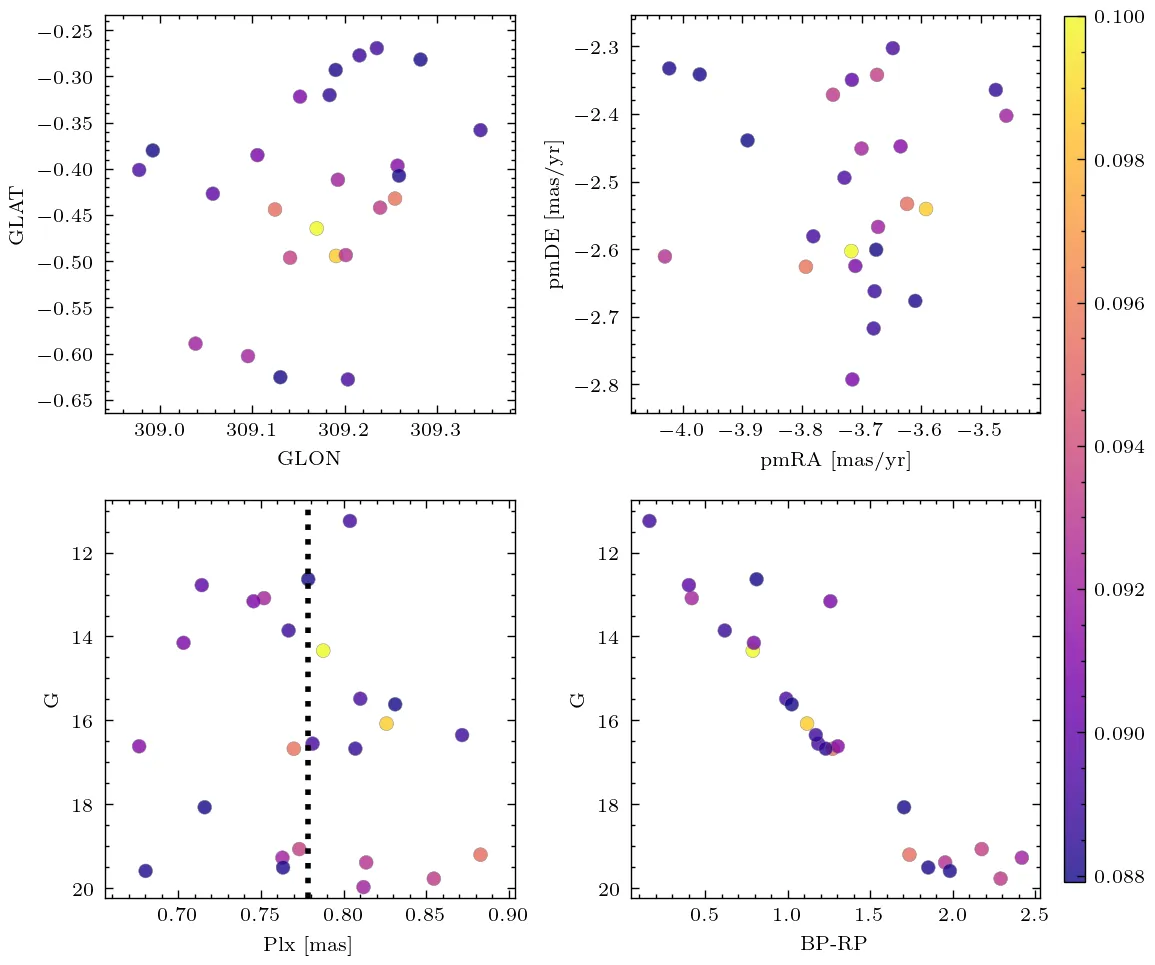 −0.25
−0.30
−0.35
−0.40
−0.45
−0.50
−0.55
−0.60
−0.65
GLAT
309.0 309.1 309.2 309.3
GLON
−2.3
−2.4
−2.5
−2.6
−2.7
−2.8
pmDE [mas/yr]
−4.0 −3.9 −3.8 −3.7 −3.6 −3.5
pmRA [mas/yr]
0.100
0.098
0.096
0.094
0.092
0.090
0.088
12
14
16
18
20
G
0.70 0.75 0.80 0.85 0.90
Plx [mas]
12
14
16
18
20
G
0.5 1.0 1.5 2.0 2.5
BP-RP